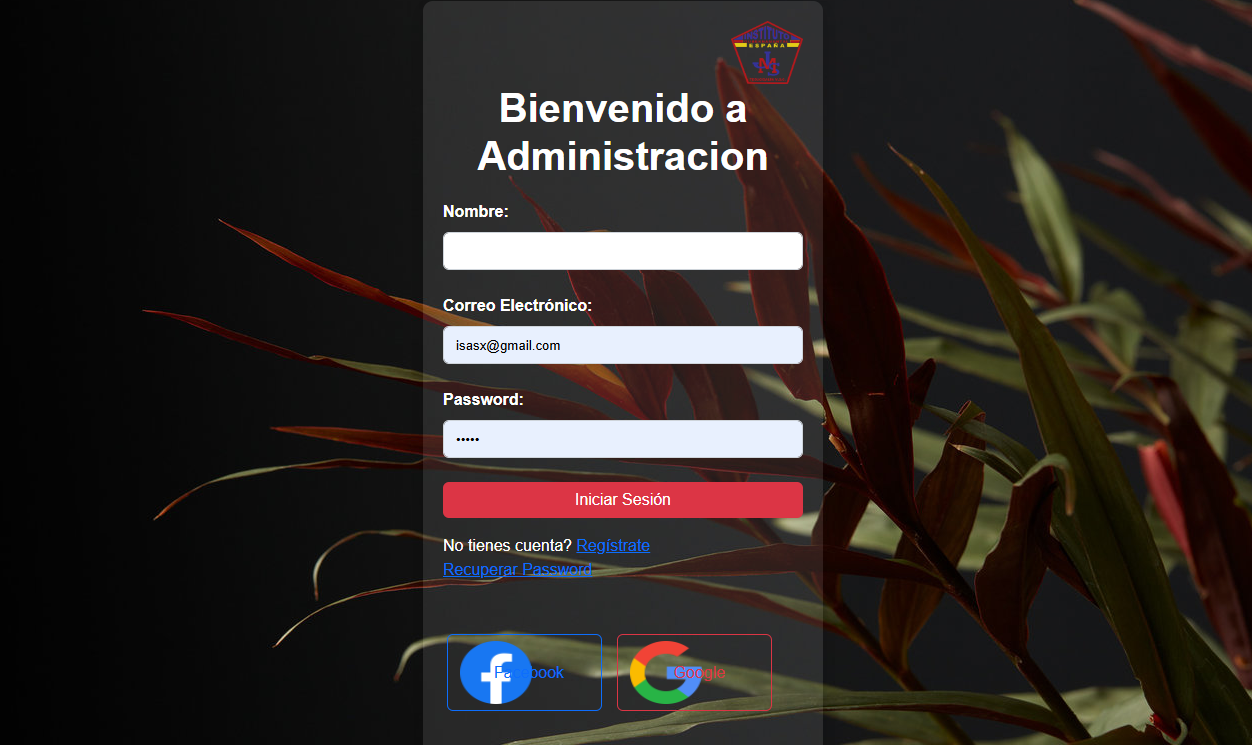 INSTITUTO
ESPAÑA
Bienvenido a
Administracion
Nombre:
Correo Electrónico:
isasx@gmail.com
Password:
•••••
Iniciar Sesión
No tienes cuenta? Regístrate
Recuperar Password
Facebook
Google